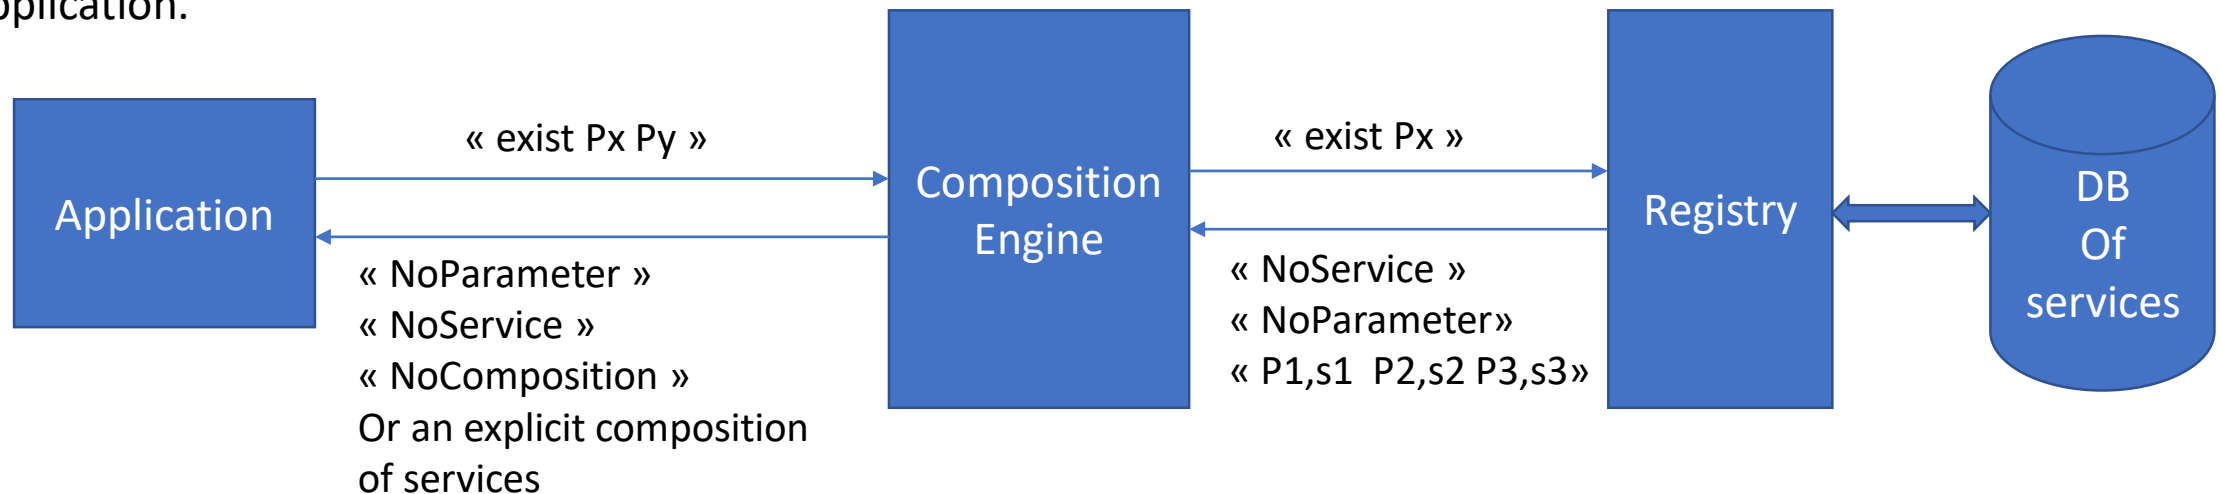 pplication.
Application
« exist Px Py »
« NoParameter »
« NoService »
« NoComposition »
Or an explicit composition
of services
Composition
Engine
« exist Px »
« NoService »
« NoParameter»
« P1,s1  P2,s2 P3,s3»
Registry
DB
Of
services